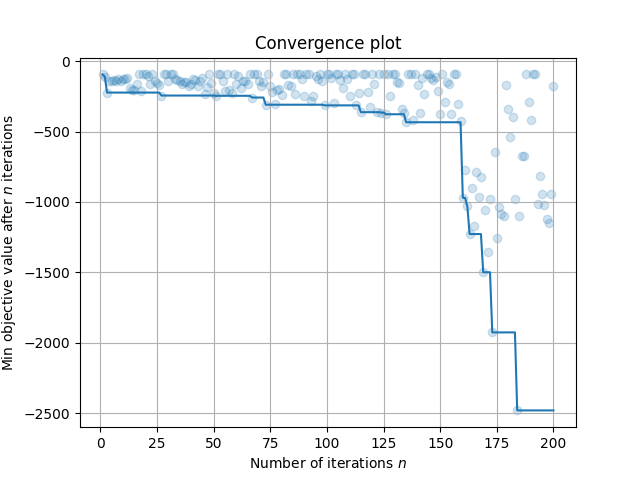 Convergence plot
0
−500
−1000
−1500
−2000
−2500
Min objective value after n iterations
0 25 50 75 100 125 150 175 200
Number of iterations n